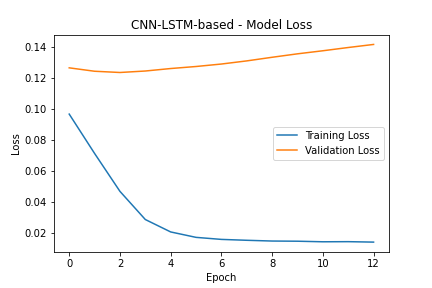 CNN-LSTM-based - Model Loss
0.14
0.12
0.10
0.08
0.06
0.04
0.02
Loss
Training Loss
Validation Loss
0 2 4 6 8 10 12
Epoch